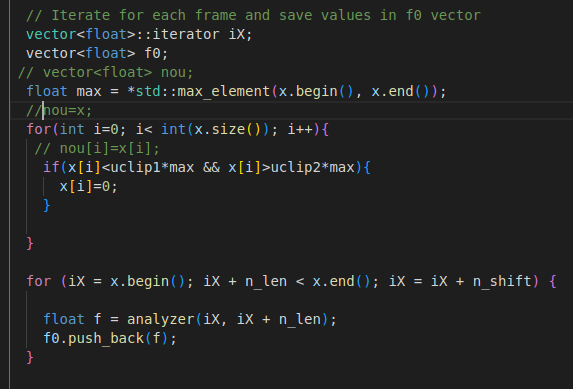 // Iterate for each frame and save values in f0 vector
vector<float>::iterator iX;
vector<float> f0;
// vector<float> nou;
float max = *std::max_element(x.begin(), x.end());
//nou=x;
for(int i=0; i< int(x.size()); i++){
// nou[i]=x[i];
if(x[i]<uclip1*max && x[i]>uclip2*max){
x[i]=0;
}
}
for (iX = x.begin(); iX + n_len < x.end(); iX = iX + n_shift) {
float f = analyzer(iX, iX + n_len);
f0.push_back(f);
}